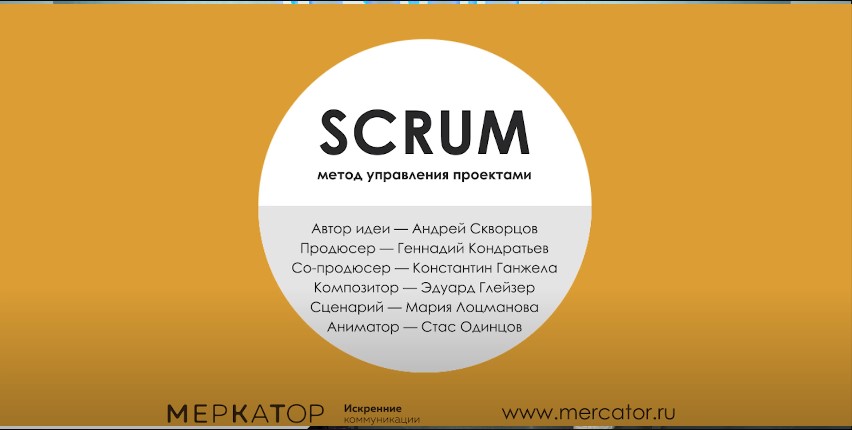 SCRUM
метод управления проектами
Автор идеи — Андрей Скворцов
Продюсер — Геннадий Кондратьев
Со-продюсер — Константин Ганжела
Композитор — Эдуард Глейзер
Сценарий — Мария Лоцманова
Аниматор — Стас Одинцов
МЕРКАТОР
Искренние
коммуникации
www.mercator.ru